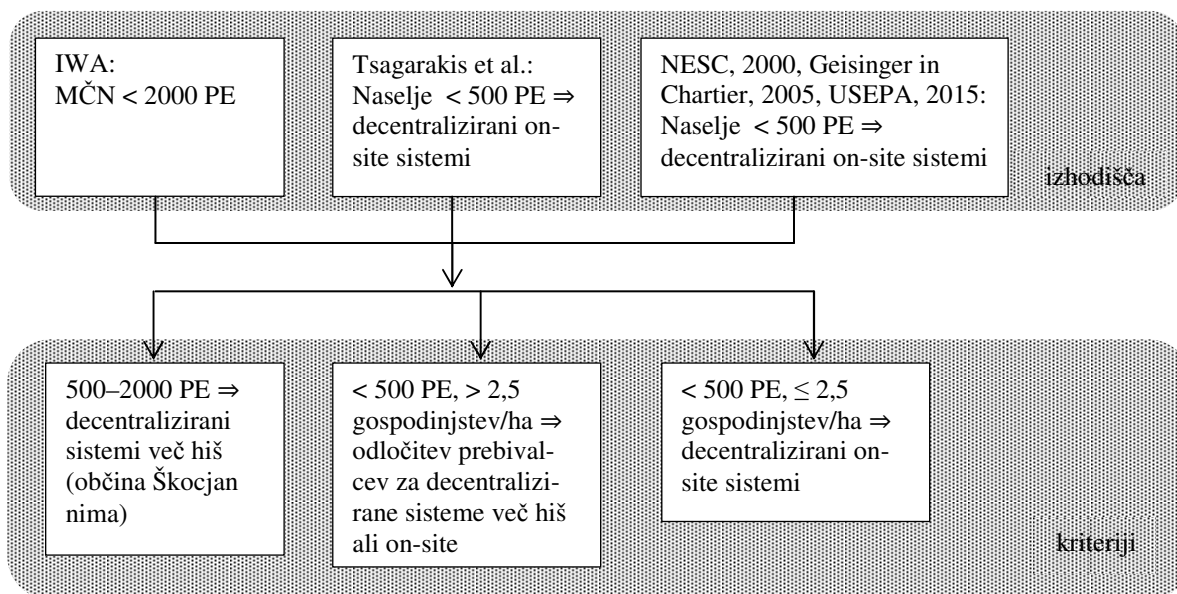 IWA:
MČN < 2000 PE
Tsagarakis et al.:
Naselje < 500 PE ⇒
decentralizirani on-
site sistemi
NESC, 2000, Geisinger in
Chartier, 2005, USEPA, 2015:
Naselje < 500 PE ⇒
decentralizirani on-site sistemi
izhodišča
500–2000 PE ⇒
decentralizirani
sistemi več hiš
(občina Škocjan
nima)
< 500 PE, > 2,5
gospodinjstev/ha ⇒
odločitev prebival-
cev za decentralizi-
rane sisteme več hiš
ali on-site
< 500 PE, ≤ 2,5
gospodinjstev/ha ⇒
decentralizirani on-
site sistemi
kriteriji